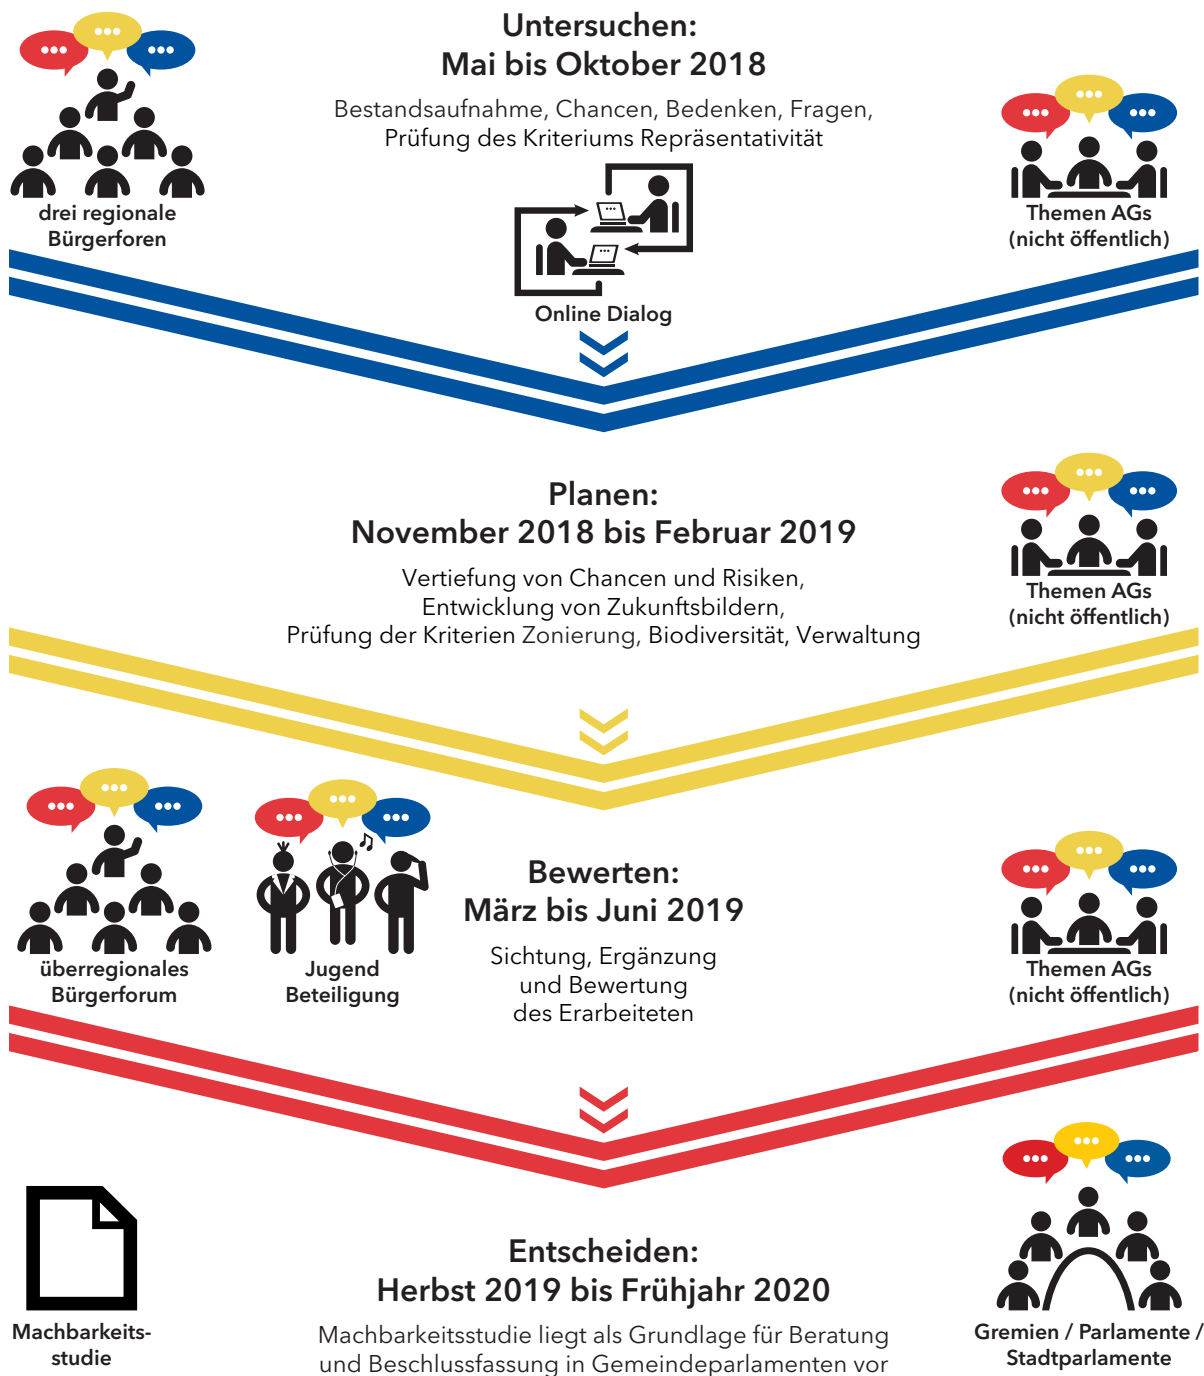 Untersuchen:
Mai bis Oktober 2018
Bestandsaufnahme, Chancen, Bedenken, Fragen,
Prüfung des Kriteriums Repräsentativität
drei regionale
Bürgerforen
Online Dialog
Themen AGs
(nicht öffentlich)
Planen:
November 2018 bis Februar 2019
Vertiefung von Chancen und Risiken,
Entwicklung von Zukunftsbildern,
Prüfung der Kriterien Zonierung, Biodiversität, Verwaltung
Themen AGs
(nicht öffentlich)
überregionales
Bürgerforum
Jugend
Beteiligung
Bewerten:
März bis Juni 2019
Sichtung, Ergänzung
und Bewertung
des Erarbeiteten
Themen AGs
(nicht öffentlich)
Machbarkeits-
studie
Entscheiden:
Herbst 2019 bis Frühjahr 2020
Machbarkeitsstudie liegt als Grundlage für Beratung
und Beschlussfassung in Gemeindeparlamenten vor
Gremien / Parlamente /
Stadtparlamente